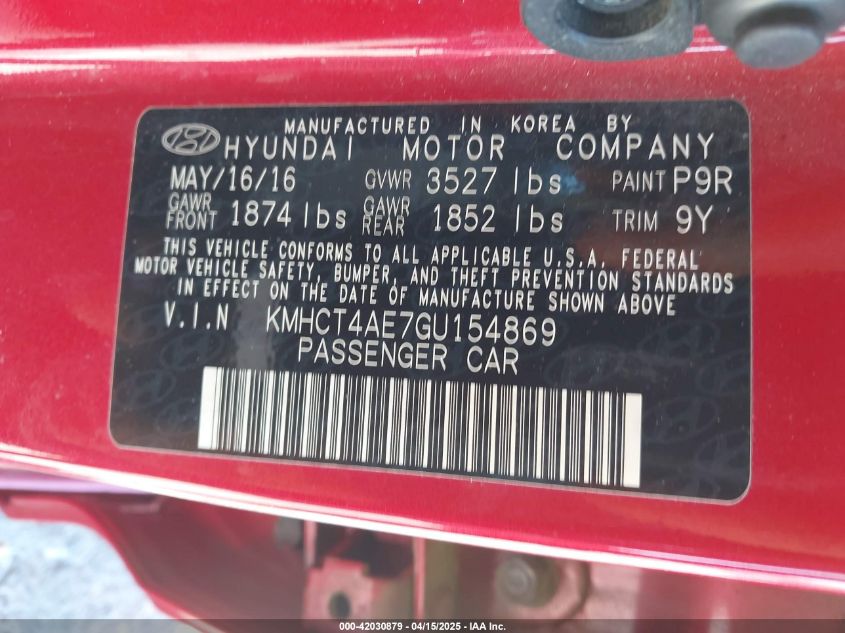 MANUFACTURED IN KOREA BY
HYUNDAI MOTOR COMPANY
MAY/16/16 GVWR 3527 lbs PAINT P9R
GAWR FRONT 1874 lbs GAWR REAR 1852 lbs TRIM 9Y
THIS VEHICLE CONFORMS TO ALL APPLICABLE U.S.A. FEDERAL
MOTOR VEHICLE SAFETY, BUMPER, AND THEFT PREVENTION STANDARDS
IN EFFECT ON THE DATE OF MANUFACTURE SHOWN ABOVE
V.I.N KMHCT4AE7GU154869
PASSENGER CAR
000-42030879 - 04/15/2025 - IAA Inc.